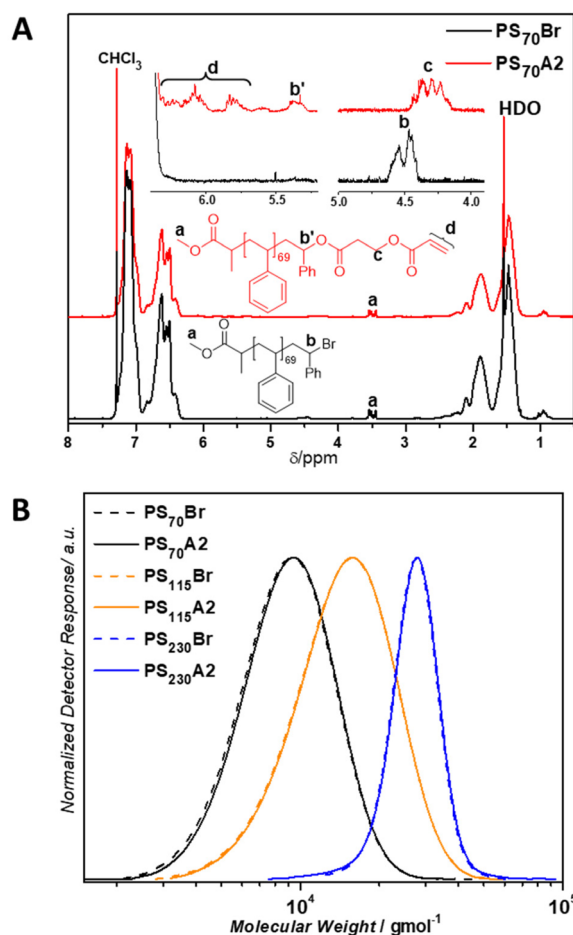 A
CHCl₃
PS₇₀Br
PS₇₀A2
HDO
d
b'
c
b
6.0 5.5 5.0 4.5 4.0
a
O
O
69
b'
Ph
O
O
c
O
O
d
a
a
O
O
69
b
Br
Ph
a
8 7 6 5 4 3 2 1
δ/ppm
B
PS₇₀Br
PS₇₀A2
PS₁₁₅Br
PS₁₁₅A2
PS₂₃₀Br
PS₂₃₀A2
Normalized Detector Response/ a.u.
10⁴ 10⁵
Molecular Weight / gmol⁻¹